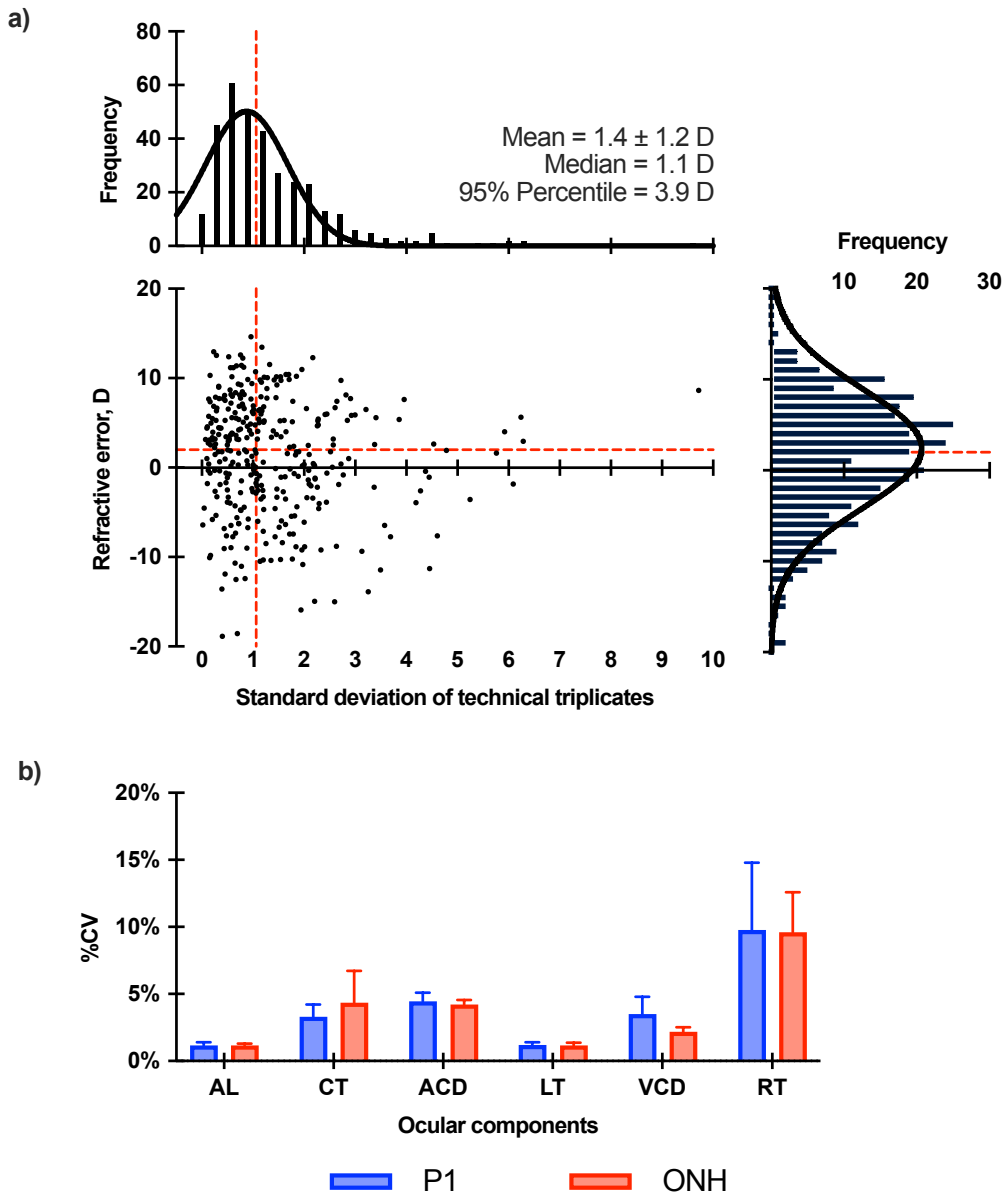 a)
80
60
40
20
0
Frequency
Mean = 1.4 ± 1.2 D
Median = 1.1 D
95% Percentile = 3.9 D
Frequency
10 20 30
20
10
0
-10
-20
Refractive error, D
0 1 2 3 4 5 6 7 8 9 10
Standard deviation of technical triplicates
b)
20%
15%
10%
5%
0%
%CV
AL CT ACD LT VCD RT
Ocular components
P1 ONH